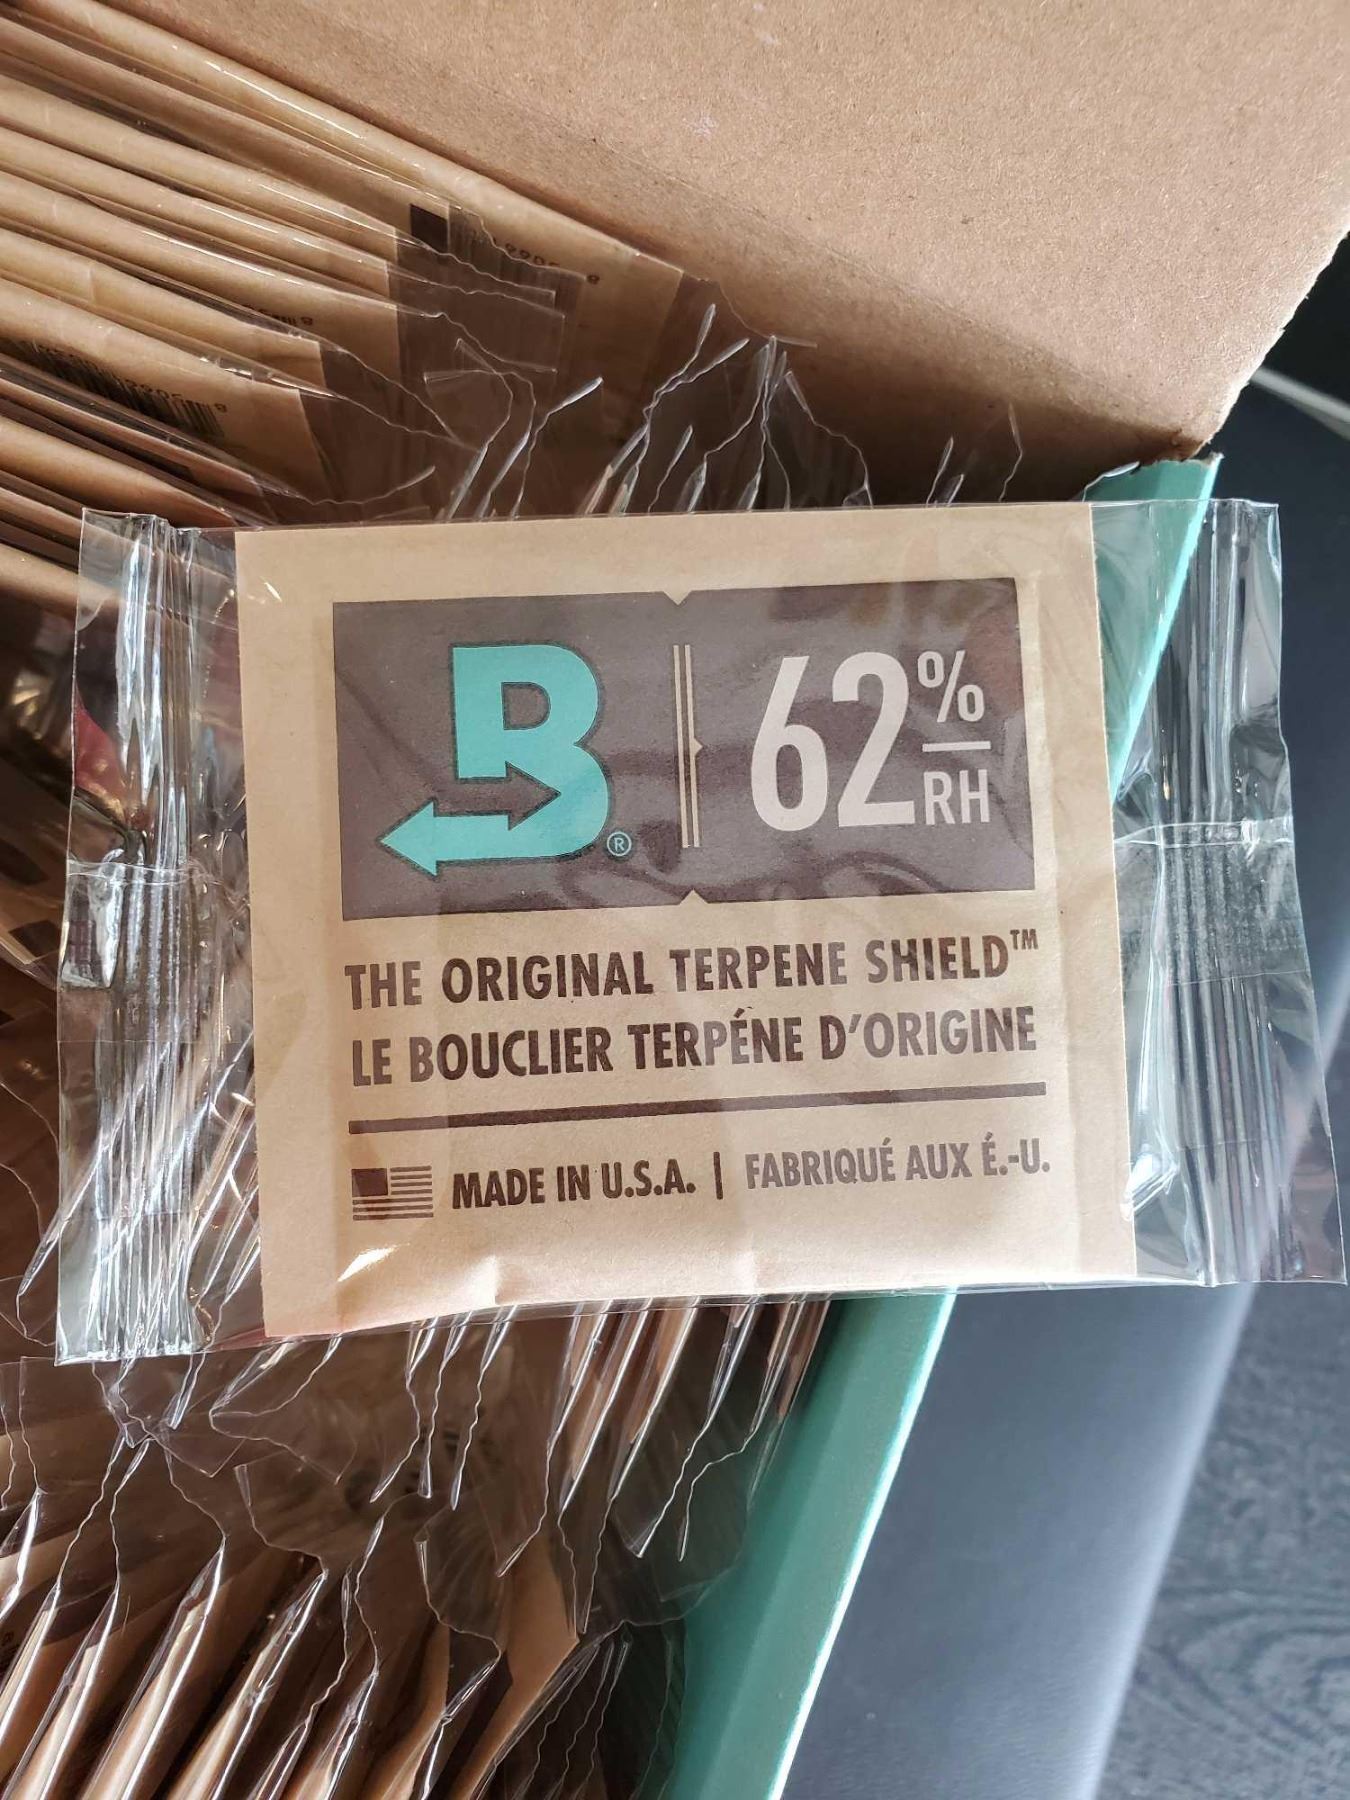 B®
62%
RH
THE ORIGINAL TERPENE SHIELD™
LE BOUCLIER TERPÉNE D'ORIGINE
MADE IN U.S.A. | FABRIQUÉ AUX É.-U.